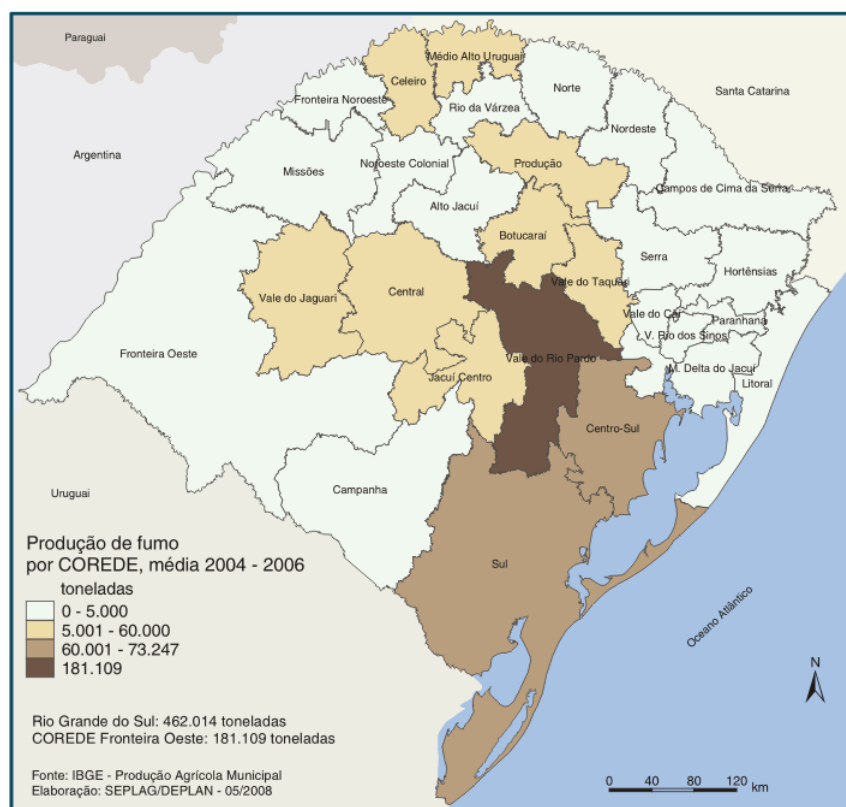 Paraguai
Médio Alto Uruguai
Celeiro
Norte
Santa Catarina
Fronteira Noroeste
Rio da Várzea
Nordeste
Argentina
Missões
Noroeste Colonial
Produção
Campos de Cima da Serra
Alto Jacuí
Botucaraí
Serra
Hortênsias
Vale do Jaguari
Central
Vale do Taquari
Vale do Caí
Paranhana
V. Rio dos Sinos
Fronteira Oeste
Vale do Rio Pardo
M. Delta do Jacuí
Jacuí Centro
Litoral
Centro-Sul
Campanha
Uruguai
Sul
Oceano Atlântico
Produção de fumo
por COREDE, média 2004 - 2006
toneladas
0 - 5.000
5.001 - 60.000
60.001 - 73.247
181.109
N
Rio Grande do Sul: 462.014 toneladas
COREDE Fronteira Oeste: 181.109 toneladas
Fonte: IBGE - Produção Agrícola Municipal
Elaboração: SEPLAG/DEPLAN - 05/2008
0 40 80 120 km